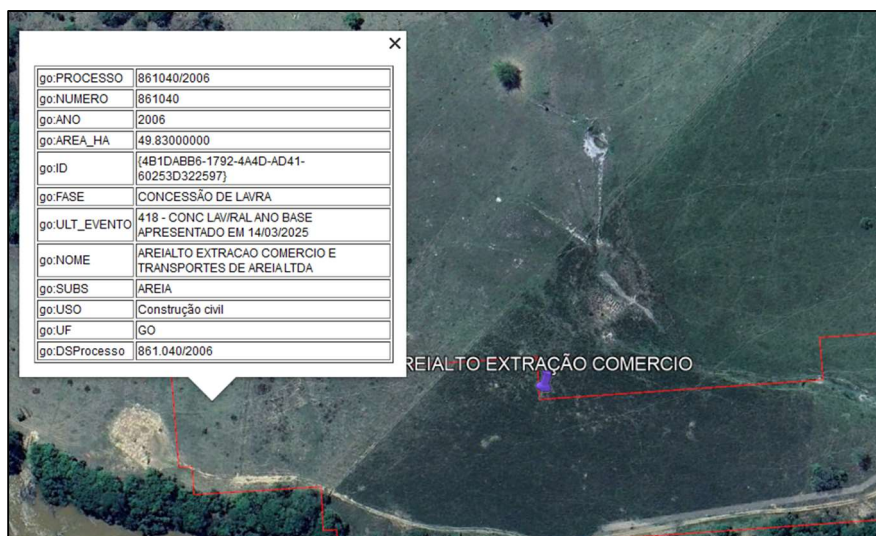 go:PROCESSO 861040/2006
go:NUMERO 861040
go:ANO 2006
go:AREA_HA 49.83000000
go:ID {4B1DABB6-1792-4A4D-AD41-
60253D322597}
go:FASE CONCESSÃO DE LAVRA
go:ULT_EVENTO 418 - CONC LAV/RAL ANO BASE
APRESENTADO EM 14/03/2025
go:NOME AREIALTO EXTRACAO COMERCIO E
TRANSPORTES DE AREIA LTDA
go:SUBS AREIA
go:USO Construção civil
go:UF GO
go:DSProcesso 861.040/2006
REIALTO EXTRAÇÃO COMERCIO